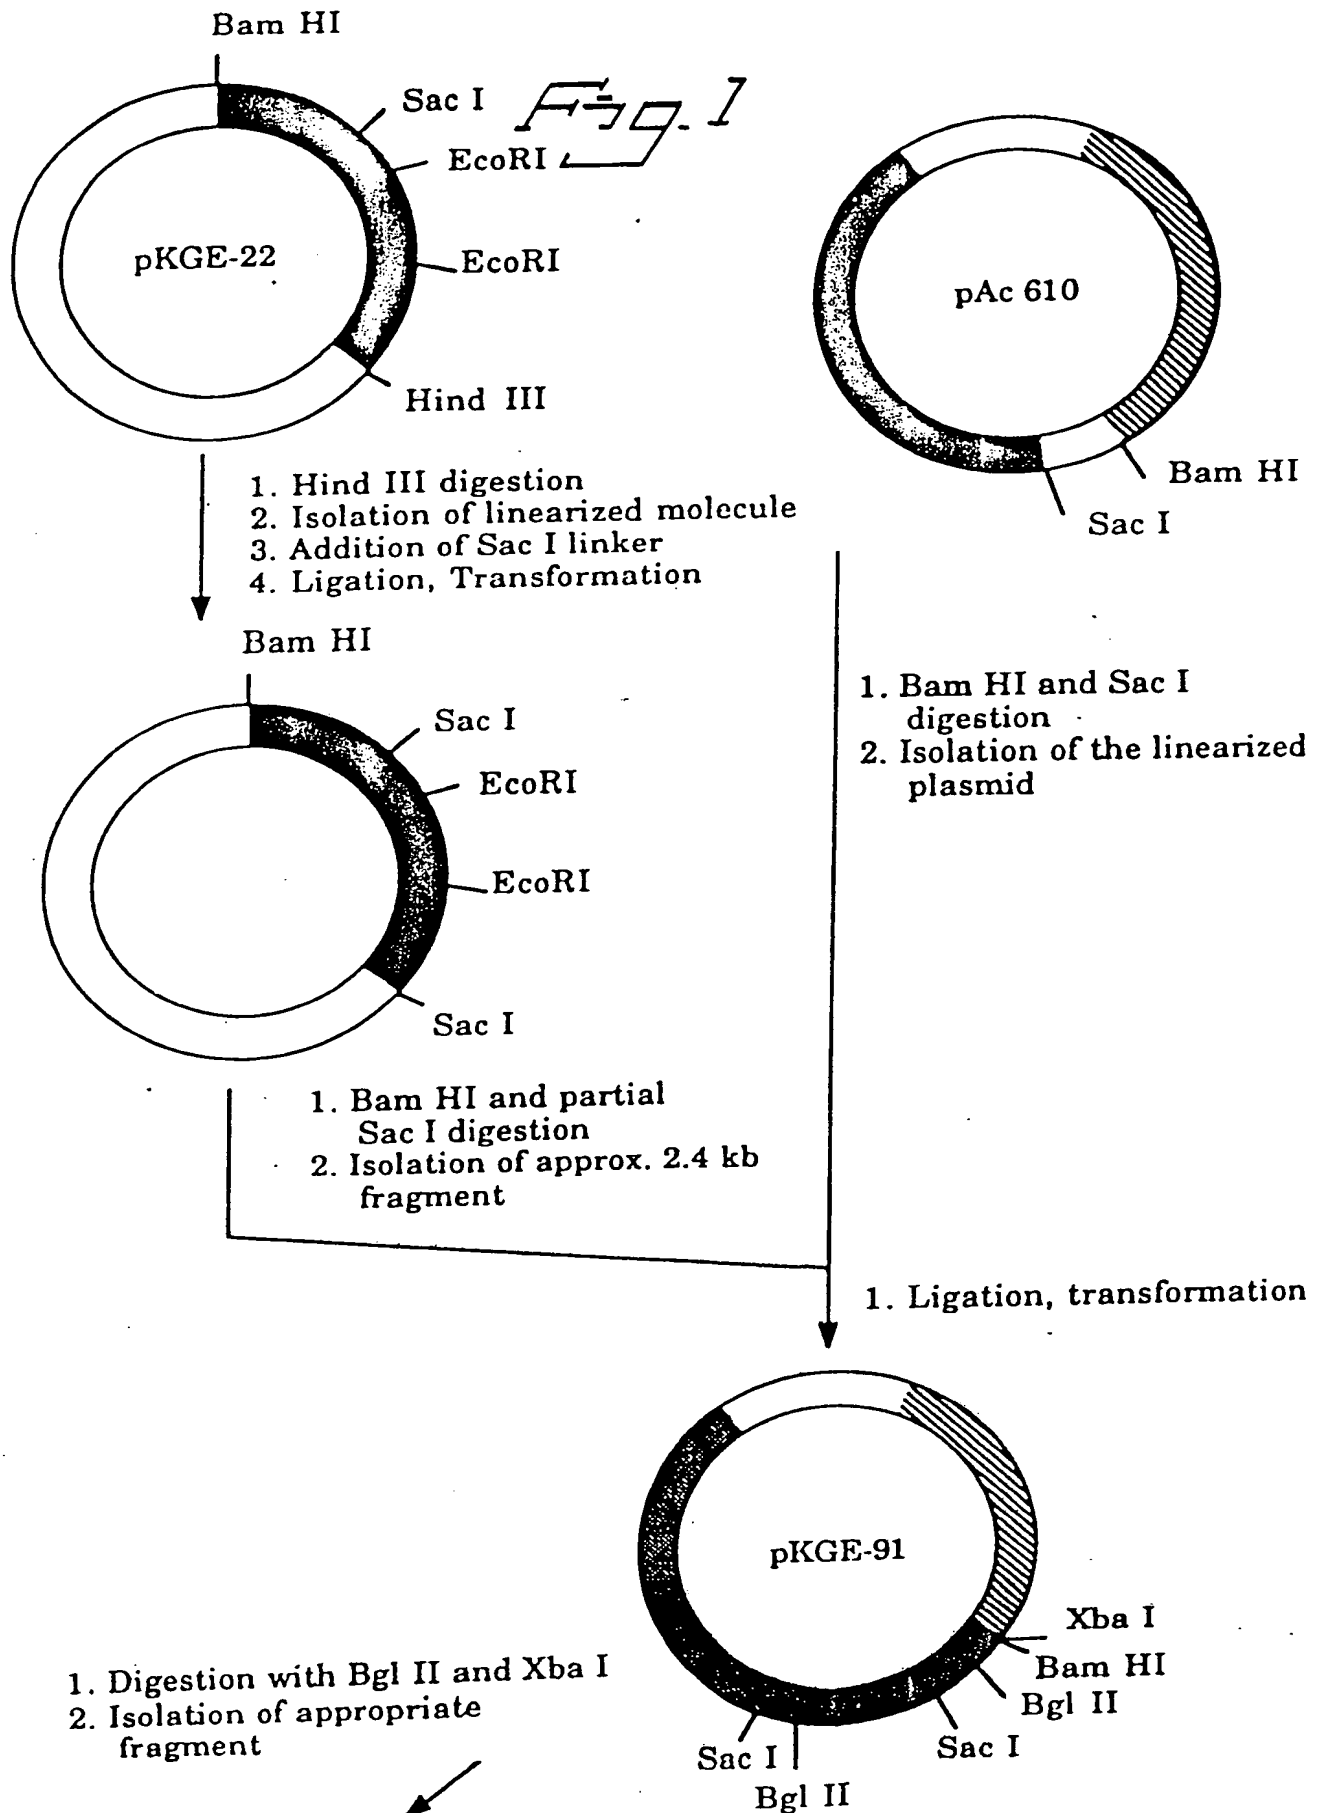 Bam HI
Sac I
Fig. 1
EcoRI
pKGE-22
EcoRI
pAc 610
Hind III
Bam HI
Sac I
1. Hind III digestion
2. Isolation of linearized molecule
3. Addition of Sac I linker
4. Ligation, Transformation
Bam HI
Sac I
EcoRI
EcoRI
Sac I
1. Bam HI and Sac I
digestion
2. Isolation of the linearized
plasmid
1. Bam HI and partial
Sac I digestion
2. Isolation of approx. 2.4 kb
fragment
1. Ligation, transformation
pKGE-91
Xba I
Bam HI
Bgl II
Sac I
Sac I
Bgl II
1. Digestion with Bgl II and Xba I
2. Isolation of appropriate
fragment